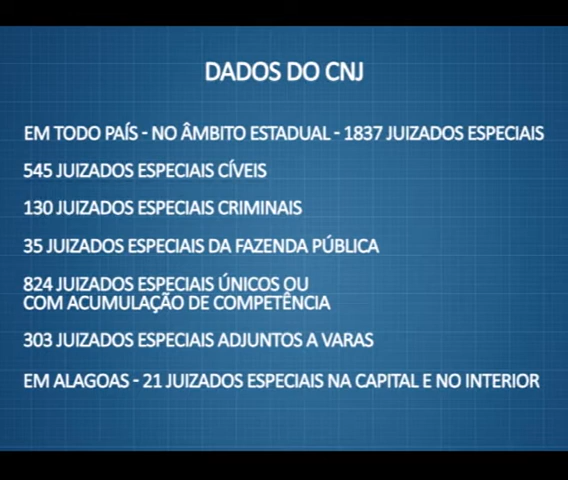 DADOS DO CNJ
EM TODO PAÍS - NO ÂMBITO ESTADUAL - 1837 JUIZADOS ESPECIAIS
545 JUIZADOS ESPECIAIS CÍVEIS
130 JUIZADOS ESPECIAIS CRIMINAIS
35 JUIZADOS ESPECIAIS DA FAZENDA PÚBLICA
824 JUIZADOS ESPECIAIS ÚNICOS OU
COM ACUMULAÇÃO DE COMPETÊNCIA
303 JUIZADOS ESPECIAIS ADJUNTOS A VARAS
EM ALAGOAS - 21 JUIZADOS ESPECIAIS NA CAPITAL E NO INTERIOR